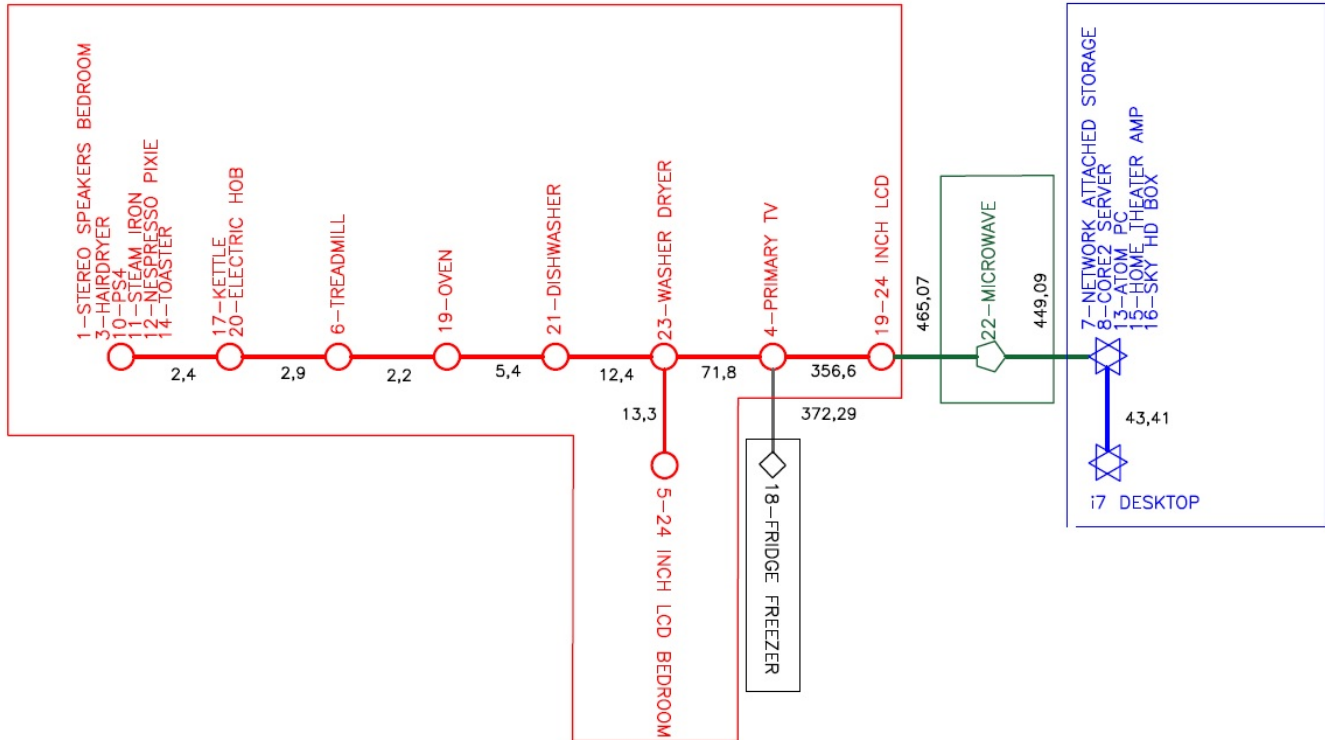 1-STEREO SPEAKERS BEDROOM
3-HAIRDRYER
10-PS4
11-STEAM IRON
12-NESPRESSO PIXIE
14-TOASTER
17-KETTLE
20-ELECTRIC HOB
6-TREADMILL
19-OVEN
21-DISHWASHER
23-WASHER DRYER
4-PRIMARY TV
19-24 INCH LCD
22-MICROWAVE
7-NETWORK ATTACHED STORAGE
8-CORE2 SERVER
13-ATOM PC
15-HOME THEATER AMP
16-SKY HD BOX
465,07
449,09
2,4
2,9
2,2
5,4
12,4
71,8
356,6
13,3
372,29
43,41
5-24 INCH LCD BEDROOM
18-FRIDGE FREEZER
i7 DESKTOP